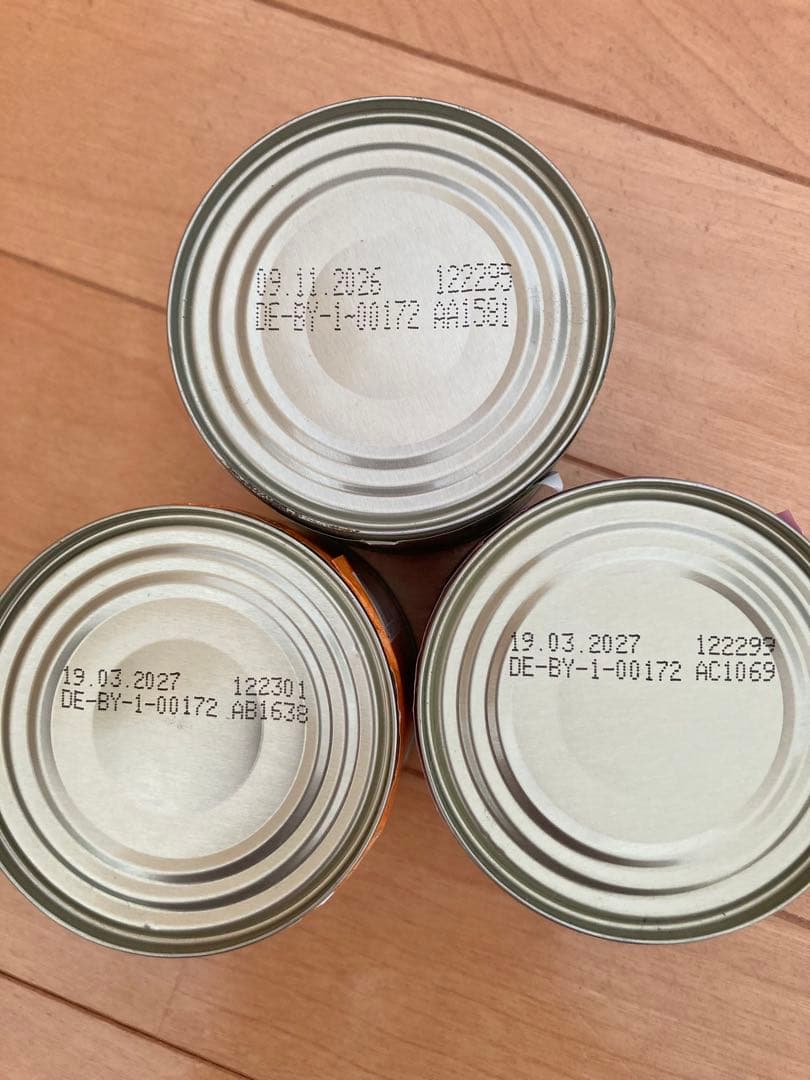 09.11.2026 122295
DE-BY-1-00172 AA1581
19.03.2027 122301
DE-BY-1-00172 AB1638
19.03.2027 122299
DE-BY-1-00172 AC1069